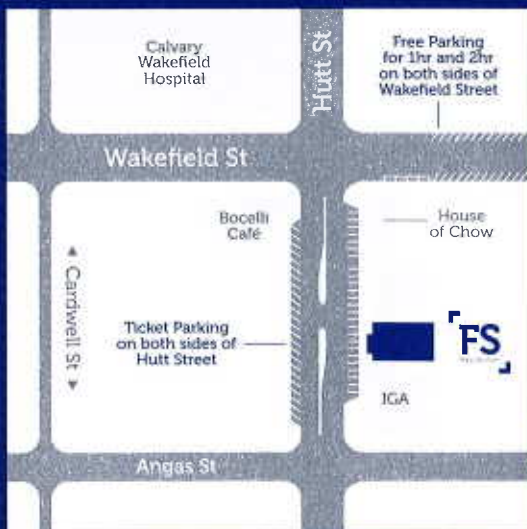 Calvary
Wakefield
Hospital
Hutt St
Free Parking
for 1hr and 2hr
on both sides of
Wakefield Street
Wakefield St
Bocelli
Café
House
of Chow
◄ Cardwell St ►
Ticket Parking
on both sides of
Hutt Street
FS
IGA
Angas St